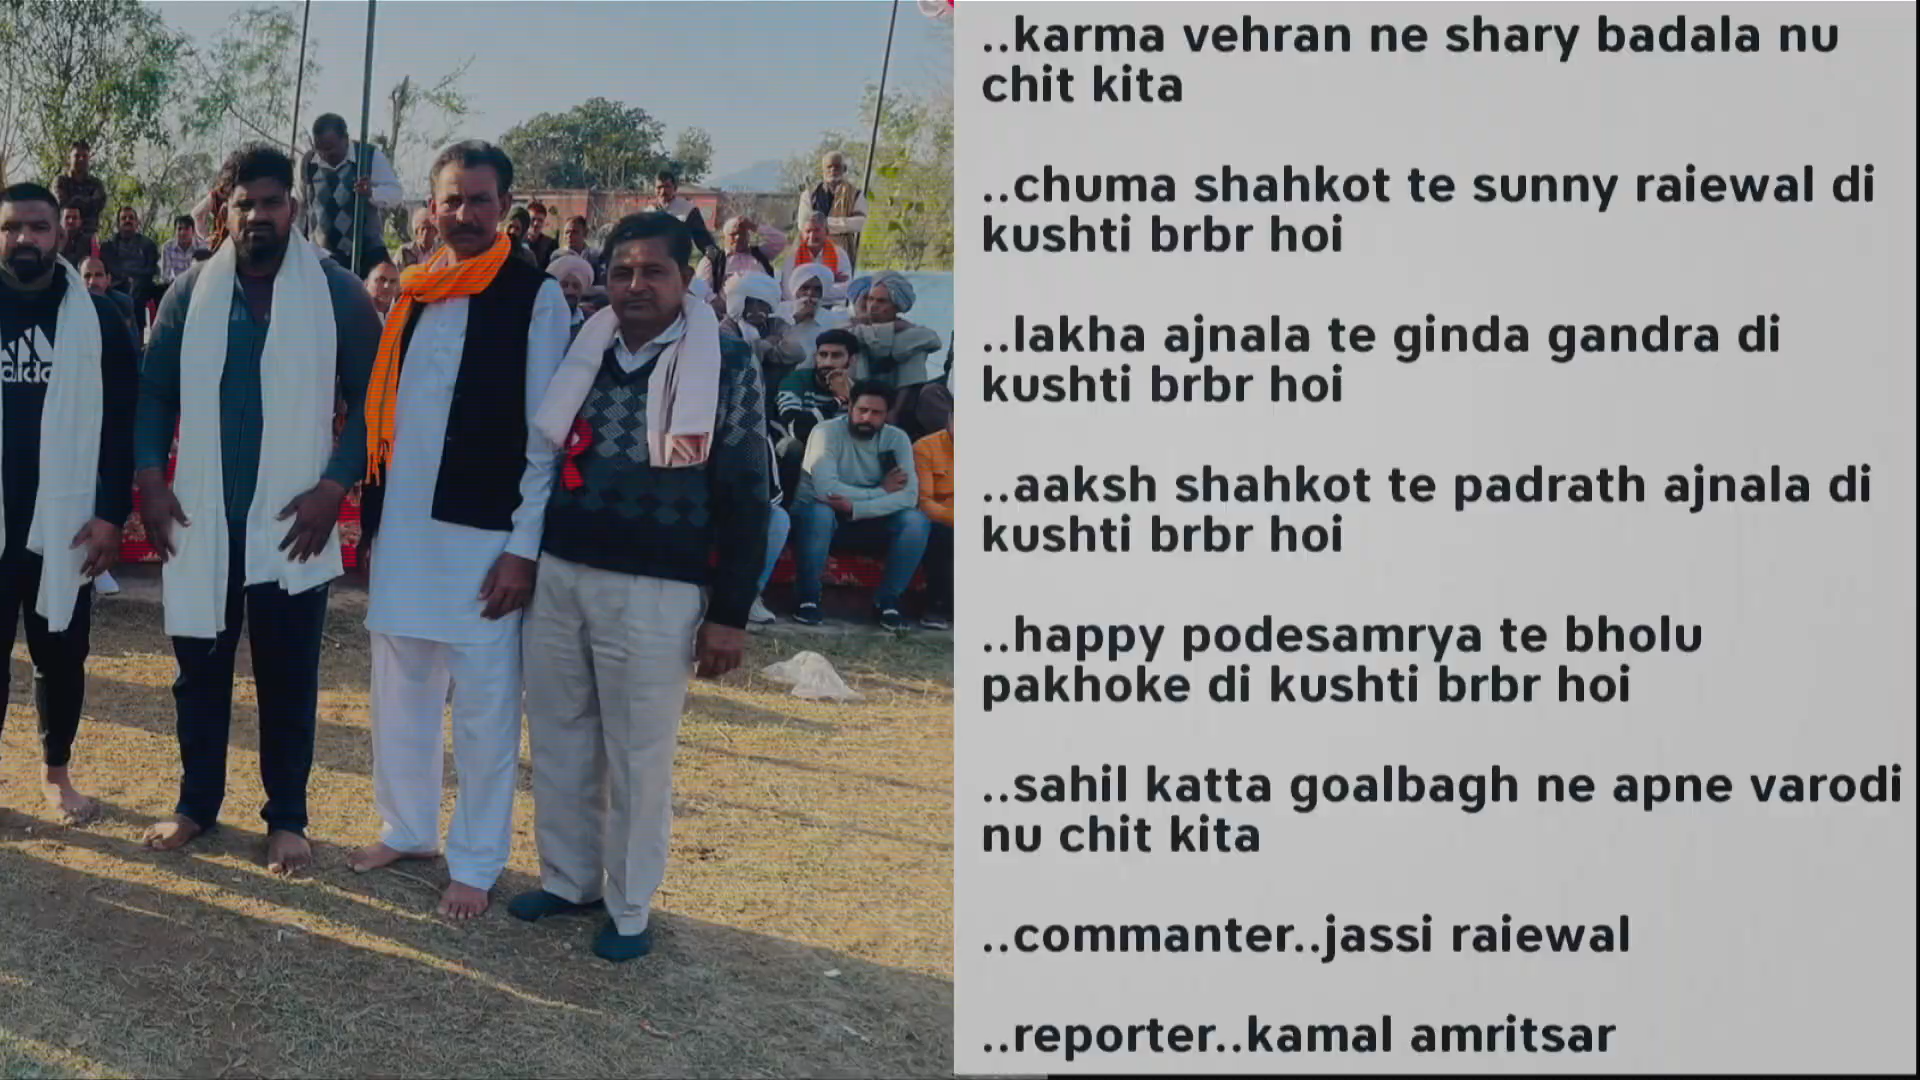 adidas
..karma vehran ne shary badala nu
chit kita
..chuma shahkot te sunny raiewal di
kushti brbr hoi
..lakha ajnala te ginda gandra di
kushti brbr hoi
..aaksh shahkot te padrath ajnala di
kushti brbr hoi
..happy podesamrya te bholu
pakhoke di kushti brbr hoi
..sahil katta goalbagh ne apne varodi
nu chit kita
..commanter..jassi raiewal
..reporter..kamal amritsar